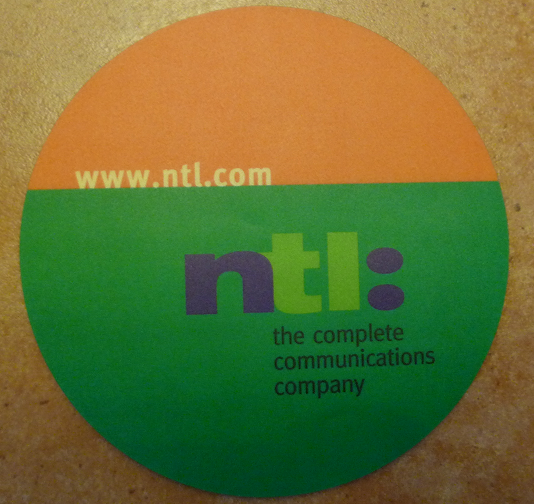 www.ntl.com
ntl:
the complete
communications
company